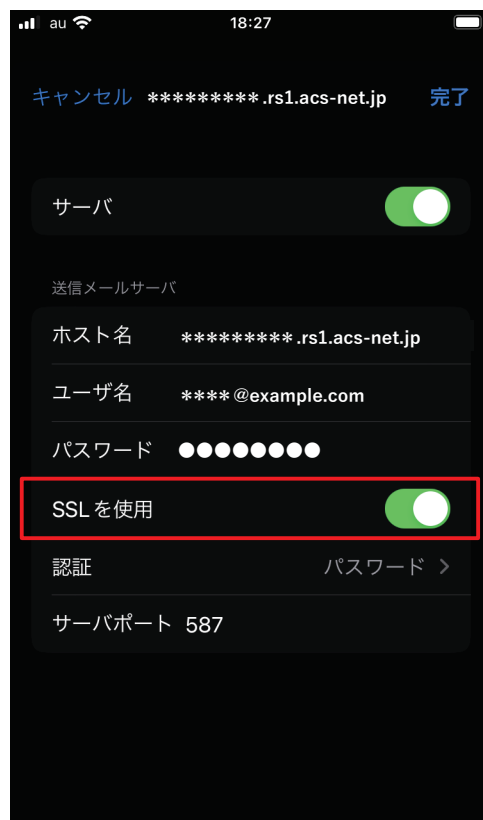 au 18:27
キャンセル *********.rs1.acs-net.jp 完了
サーバ
送信メールサーバ
ホスト名 *********.rs1.acs-net.jp
ユーザ名 ****@example.com
パスワード ●●●●●●●●
SSLを使用
認証 パスワード >
サーバポート 587